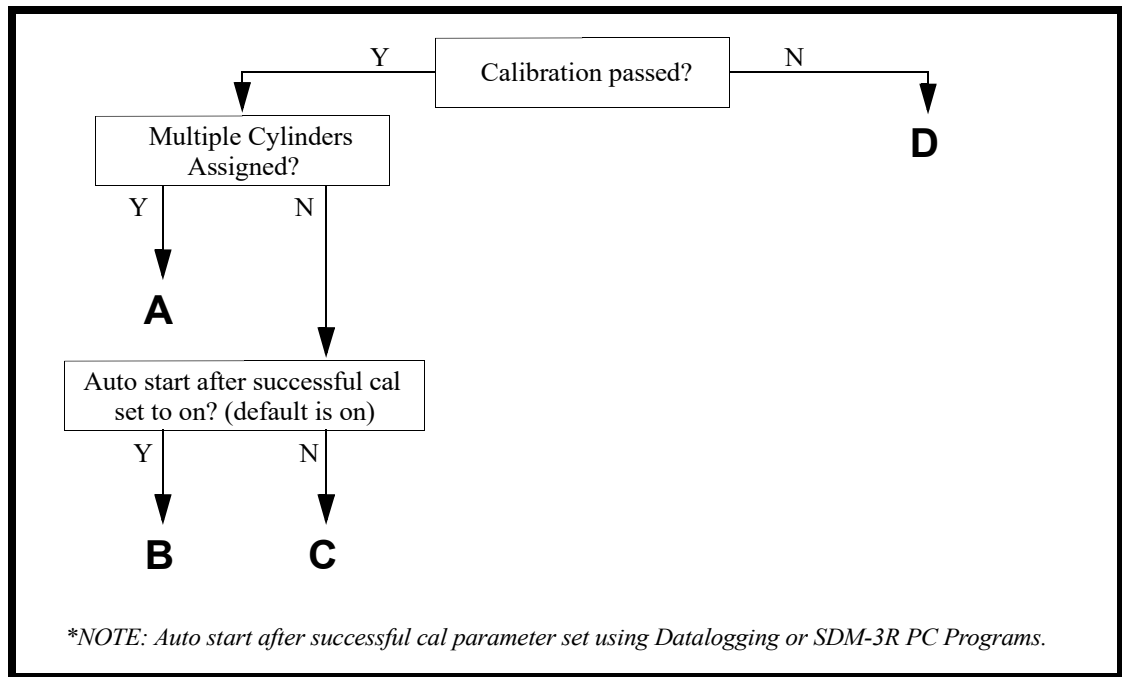 Y
Calibration passed?
N
Multiple Cylinders
Assigned?
D
Y
N
A
Auto start after successful cal
set to on? (default is on)
Y
N
B
C
*NOTE: Auto start after successful cal parameter set using Datalogging or SDM-3R PC Programs.